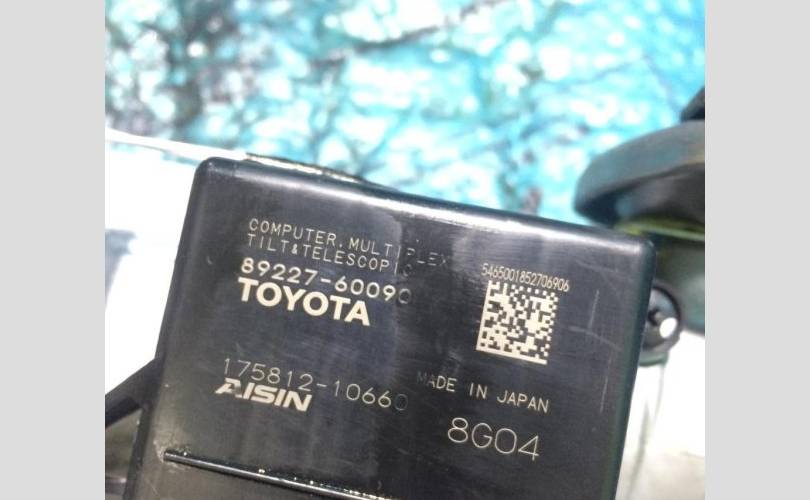 COMPUTER, MULTIPLEX
TILT&TELESCOPIC
89227-60090
TOYOTA
5465001852706906
175812-10660
AISIN
MADE IN JAPAN
8G04